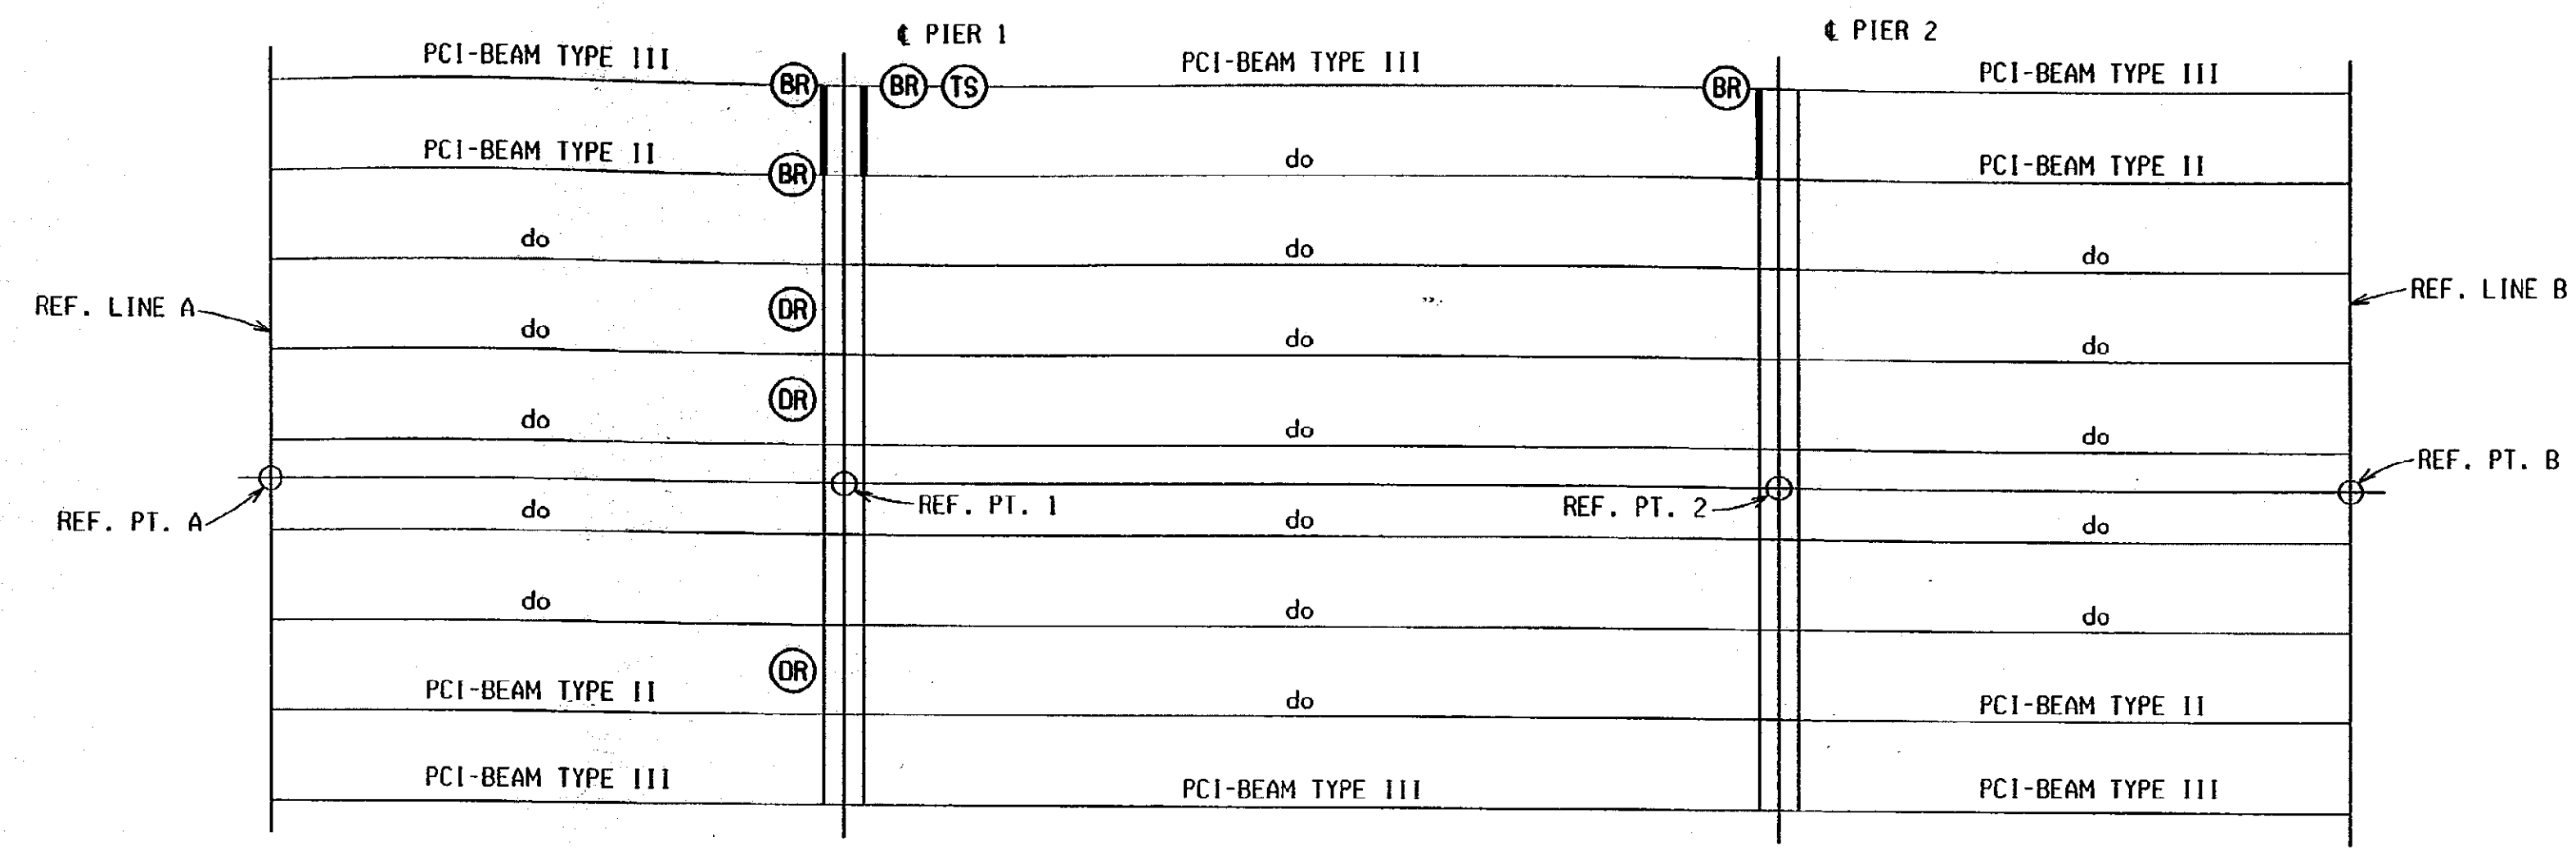 ℄ PIER 1
℄ PIER 2
PCI-BEAM TYPE III
PCI-BEAM TYPE III
PCI-BEAM TYPE III
BR
BR
TS
BR
PCI-BEAM TYPE II
do
PCI-BEAM TYPE II
BR
do
do
do
REF. LINE A
DR
REF. LINE B
do
do
do
DR
do
do
do
REF. PT. B
REF. PT. A
REF. PT. 1
REF. PT. 2
do
do
do
do
do
do
DR
PCI-BEAM TYPE II
do
PCI-BEAM TYPE II
PCI-BEAM TYPE III
PCI-BEAM TYPE III
PCI-BEAM TYPE III